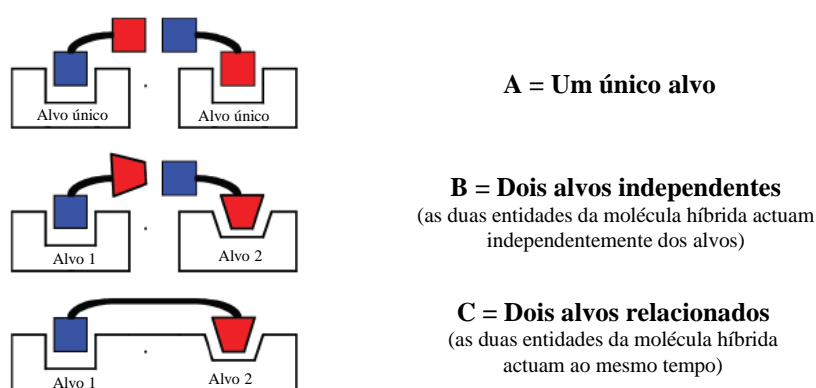 Alvo único
Alvo único
A = Um único alvo
Alvo 1
Alvo 2
B = Dois alvos independentes
(as duas entidades da molécula híbrida actuam
independentemente dos alvos)
Alvo 1
Alvo 2
C = Dois alvos relacionados
(as duas entidades da molécula híbrida
actuam ao mesmo tempo)